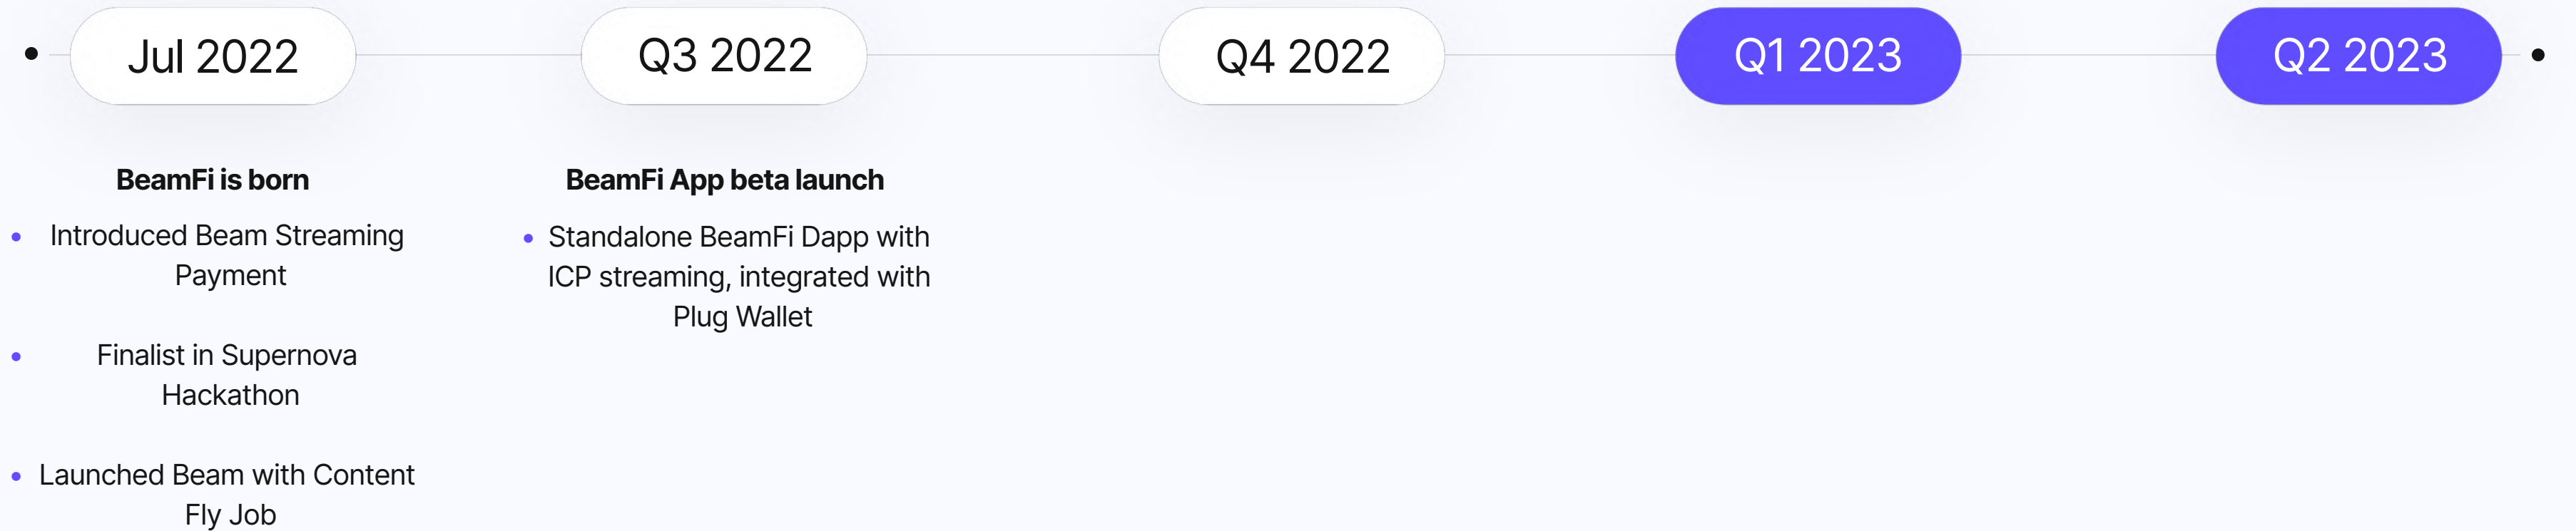 Jul 2022
Q3 2022
Q4 2022
Q1 2023
Q2 2023
BeamFi is born
Introduced Beam Streaming
Payment
Finalist in Supernova
Hackathon
Launched Beam with Content
Fly Job
BeamFi App beta launch
Standalone BeamFi Dapp with
ICP streaming, integrated with
Plug Wallet